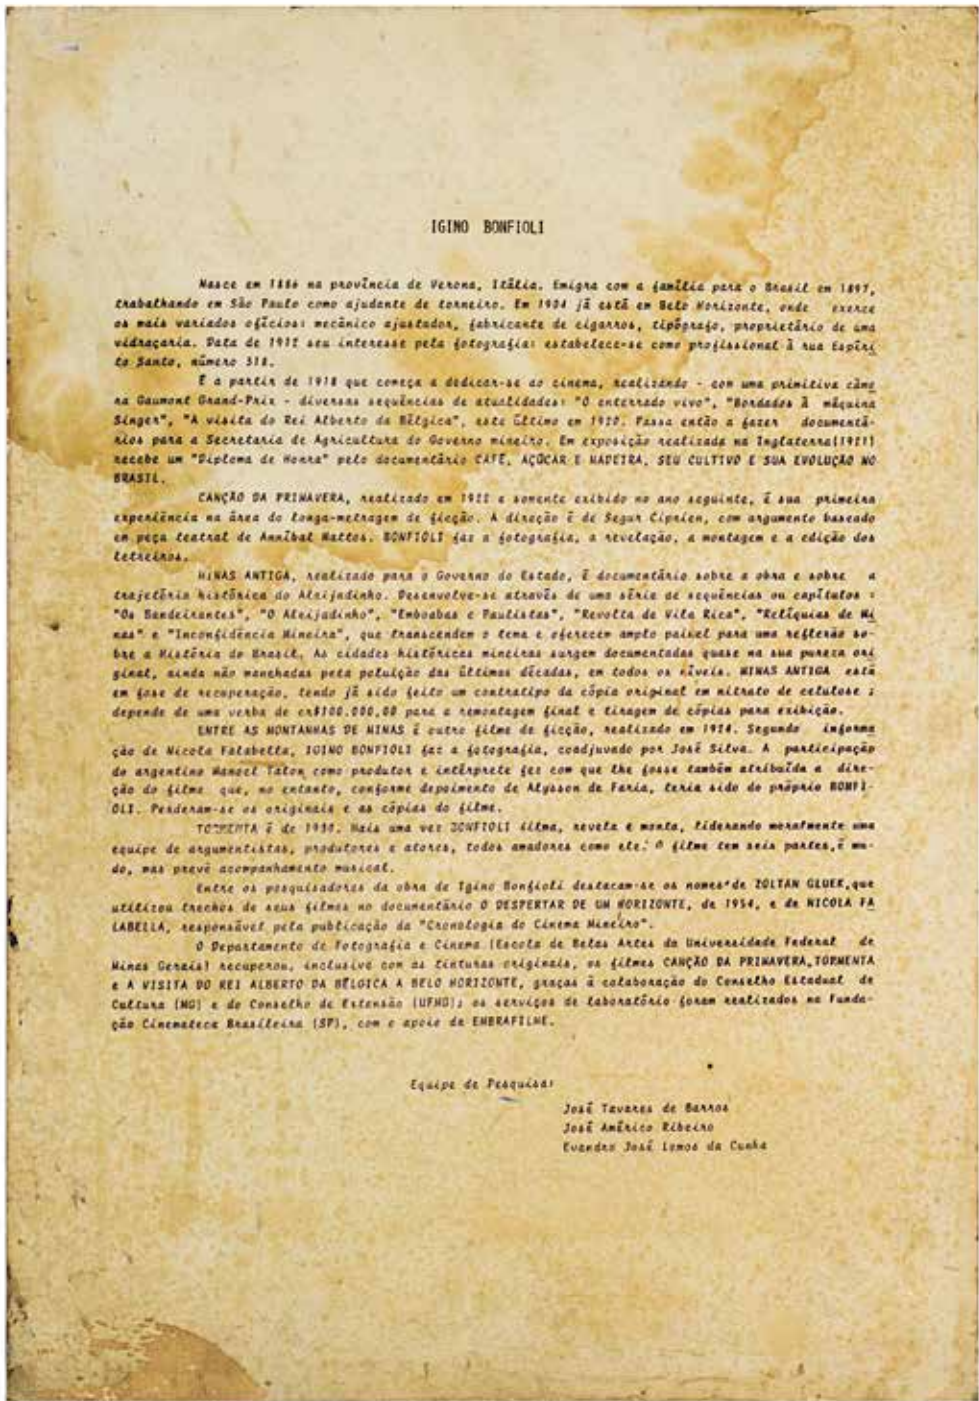 IGINO BONFIOLI
Nasce em 1886 na província de Verona, Itália. Emigra com a família para o Brasil em 1897,
trabalhando em São Paulo como ajudante de torneiro. Em 1904 já está em Belo Horizonte, onde exerce
os mais variados ofícios: mecânico ajustador, fabricante de cigarros, tipógrafo, proprietário de uma
vidraçaria. Data de 1912 seu interesse pela fotografia: estabelece-se como profissional à rua Espíri
to Santo, número 318.
É a partir de 1918 que começa a dedicar-se ao cinema, realizando - com uma primitiva câme
ra Gaumont Grand-Prix - diversas sequências de atualidades: "O enterrado vivo", "Bordados à máquina
Singer", "A visita do Rei Alberto da Bélgica", este último em 1920. Passa então a fazer documentá-
rios para a Secretaria de Agricultura do Governo mineiro. Em exposição realizada na Inglaterra(1921)
recebe um "Diploma de Honra" pelo documentário CAFÉ, AÇÚCAR E MADEIRA, SEU CULTIVO E SUA EVOLUÇÃO NO
BRASIL.
CANÇÃO DA PRIMAVERA, realizado em 1922 e somente exibido no ano seguinte, é sua primeira
experiência na área do longa-metragem de ficção. A direção é de Segur Ciprien, com argumento baseado
em peça teatral de Anníbal Mattos. BONFIOLI faz a fotografia, a revelação, a montagem e a edição dos
letreiros.
MINAS ANTIGA, realizado para o Governo do Estado, é documentário sobre a obra e sobre a
trajetória histórica do Aleijadinho. Desenvolve-se através de uma série de sequências ou capítulos :
"Os Bandeirantes", "O Aleijadinho", "Emboabas e Paulistas", "Revolta de Vila Rica", "Relíquias de Mi
nas" e "Inconfidência Mineira", que transcendem o tema e oferecem amplo painel para uma reflexão so-
bre a História do Brasil. As cidades históricas mineiras surgem documentadas quase na sua pureza ori
ginal, ainda não manchadas pela poluição das últimas décadas, em todos os níveis. MINAS ANTIGA está
em fase de recuperação, tendo já sido feito um contratipo da cópia original em nitrato de celulose ;
depende de uma verba de cr$100.000,00 para a remontagem final e tiragem de cópias para exibição.
ENTRE AS MONTANHAS DE MINAS é outro filme de ficção, realizado em 1924. Segundo informa
ção de Nicola Falabella, IGINO BONFIOLI faz a fotografia, coadjuvado por José Silva. A participação
do argentino Manoel Talon como produtor e intérprete fez com que lhe fosse também atribuída a dire-
ção do filme que, no entanto, conforme depoimento de Alysson de Faria, teria sido do próprio BONFI-
OLI. Perderam-se os originais e as cópias do filme.
TORMENTA é de 1930. Mais uma vez BONFIOLI filma, revela e monta, liderando moralmente uma
equipe de argumentistas, produtores e atores, todos amadores como ele. O filme tem seis partes,é mu-
do, mas prevê acompanhamento musical.
Entre os pesquisadores da obra de Igino Bonfioli destacam-se os nomes de ZOLTAN GLUEK,que
utilizou trechos de seus filmes no documentário O DESPERTAR DE UM HORIZONTE, de 1954, e de NICOLA FA
LABELLA, responsável pela publicação da "Cronologia do Cinema Mineiro".
O Departamento de Fotografia e Cinema (Escola de Belas Artes da Universidade Federal de
Minas Gerais) recuperou, inclusive com as tinturas originais, os filmes CANÇÃO DA PRIMAVERA,TORMENTA
e A VISITA DO REI ALBERTO DA BÉLGICA A BELO HORIZONTE, graças à colaboração do Conselho Estadual de
Cultura (MG) e do Conselho de Extensão (UFMG); os serviços de laboratório foram realizados na Funda-
ção Cinemateca Brasileira (SP), com o apoio da EMBRAFILME.
Equipe de Pesquisa:
José Tavares de Barros
José Américo Ribeiro
Evandro José Lemos da Cunha